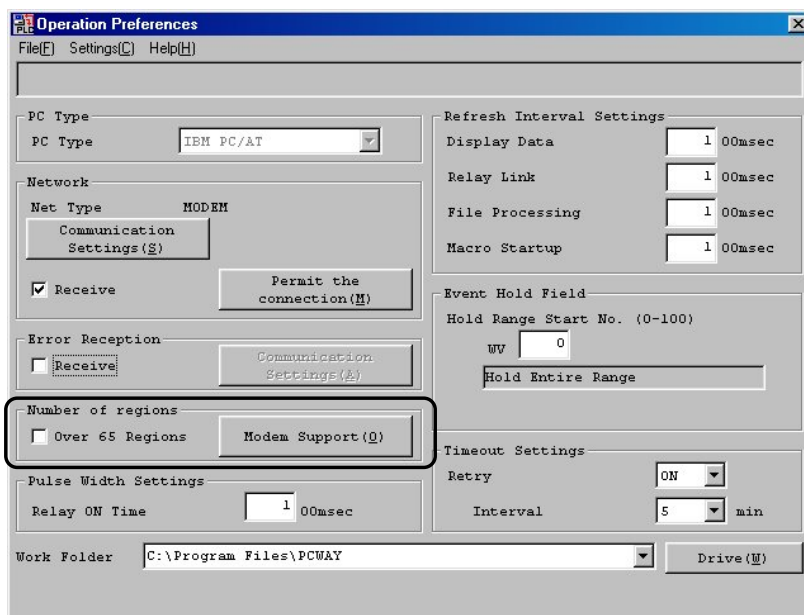 PLC
Operation Preferences
File(F) Settings(C) Help(H)
PC Type
PC Type IBM PC/AT
Network
Net Type MODEM
Communication
Settings(S)
Receive
Permit the
connection(M)
Error Reception
Receive
Communication
Settings(A)
Number of regions
Over 65 Regions Modem Support(O)
Pulse Width Settings
Relay ON Time 1 00msec
Refresh Interval Settings
Display Data 1 00msec
Relay Link 1 00msec
File Processing 1 00msec
Macro Startup 1 00msec
Event Hold Field
Hold Range Start No. (0-100)
WV 0
Hold Entire Range
Timeout Settings
Retry ON
Interval 5 min
Work Folder C:\Program Files\PCWAY Drive(W)